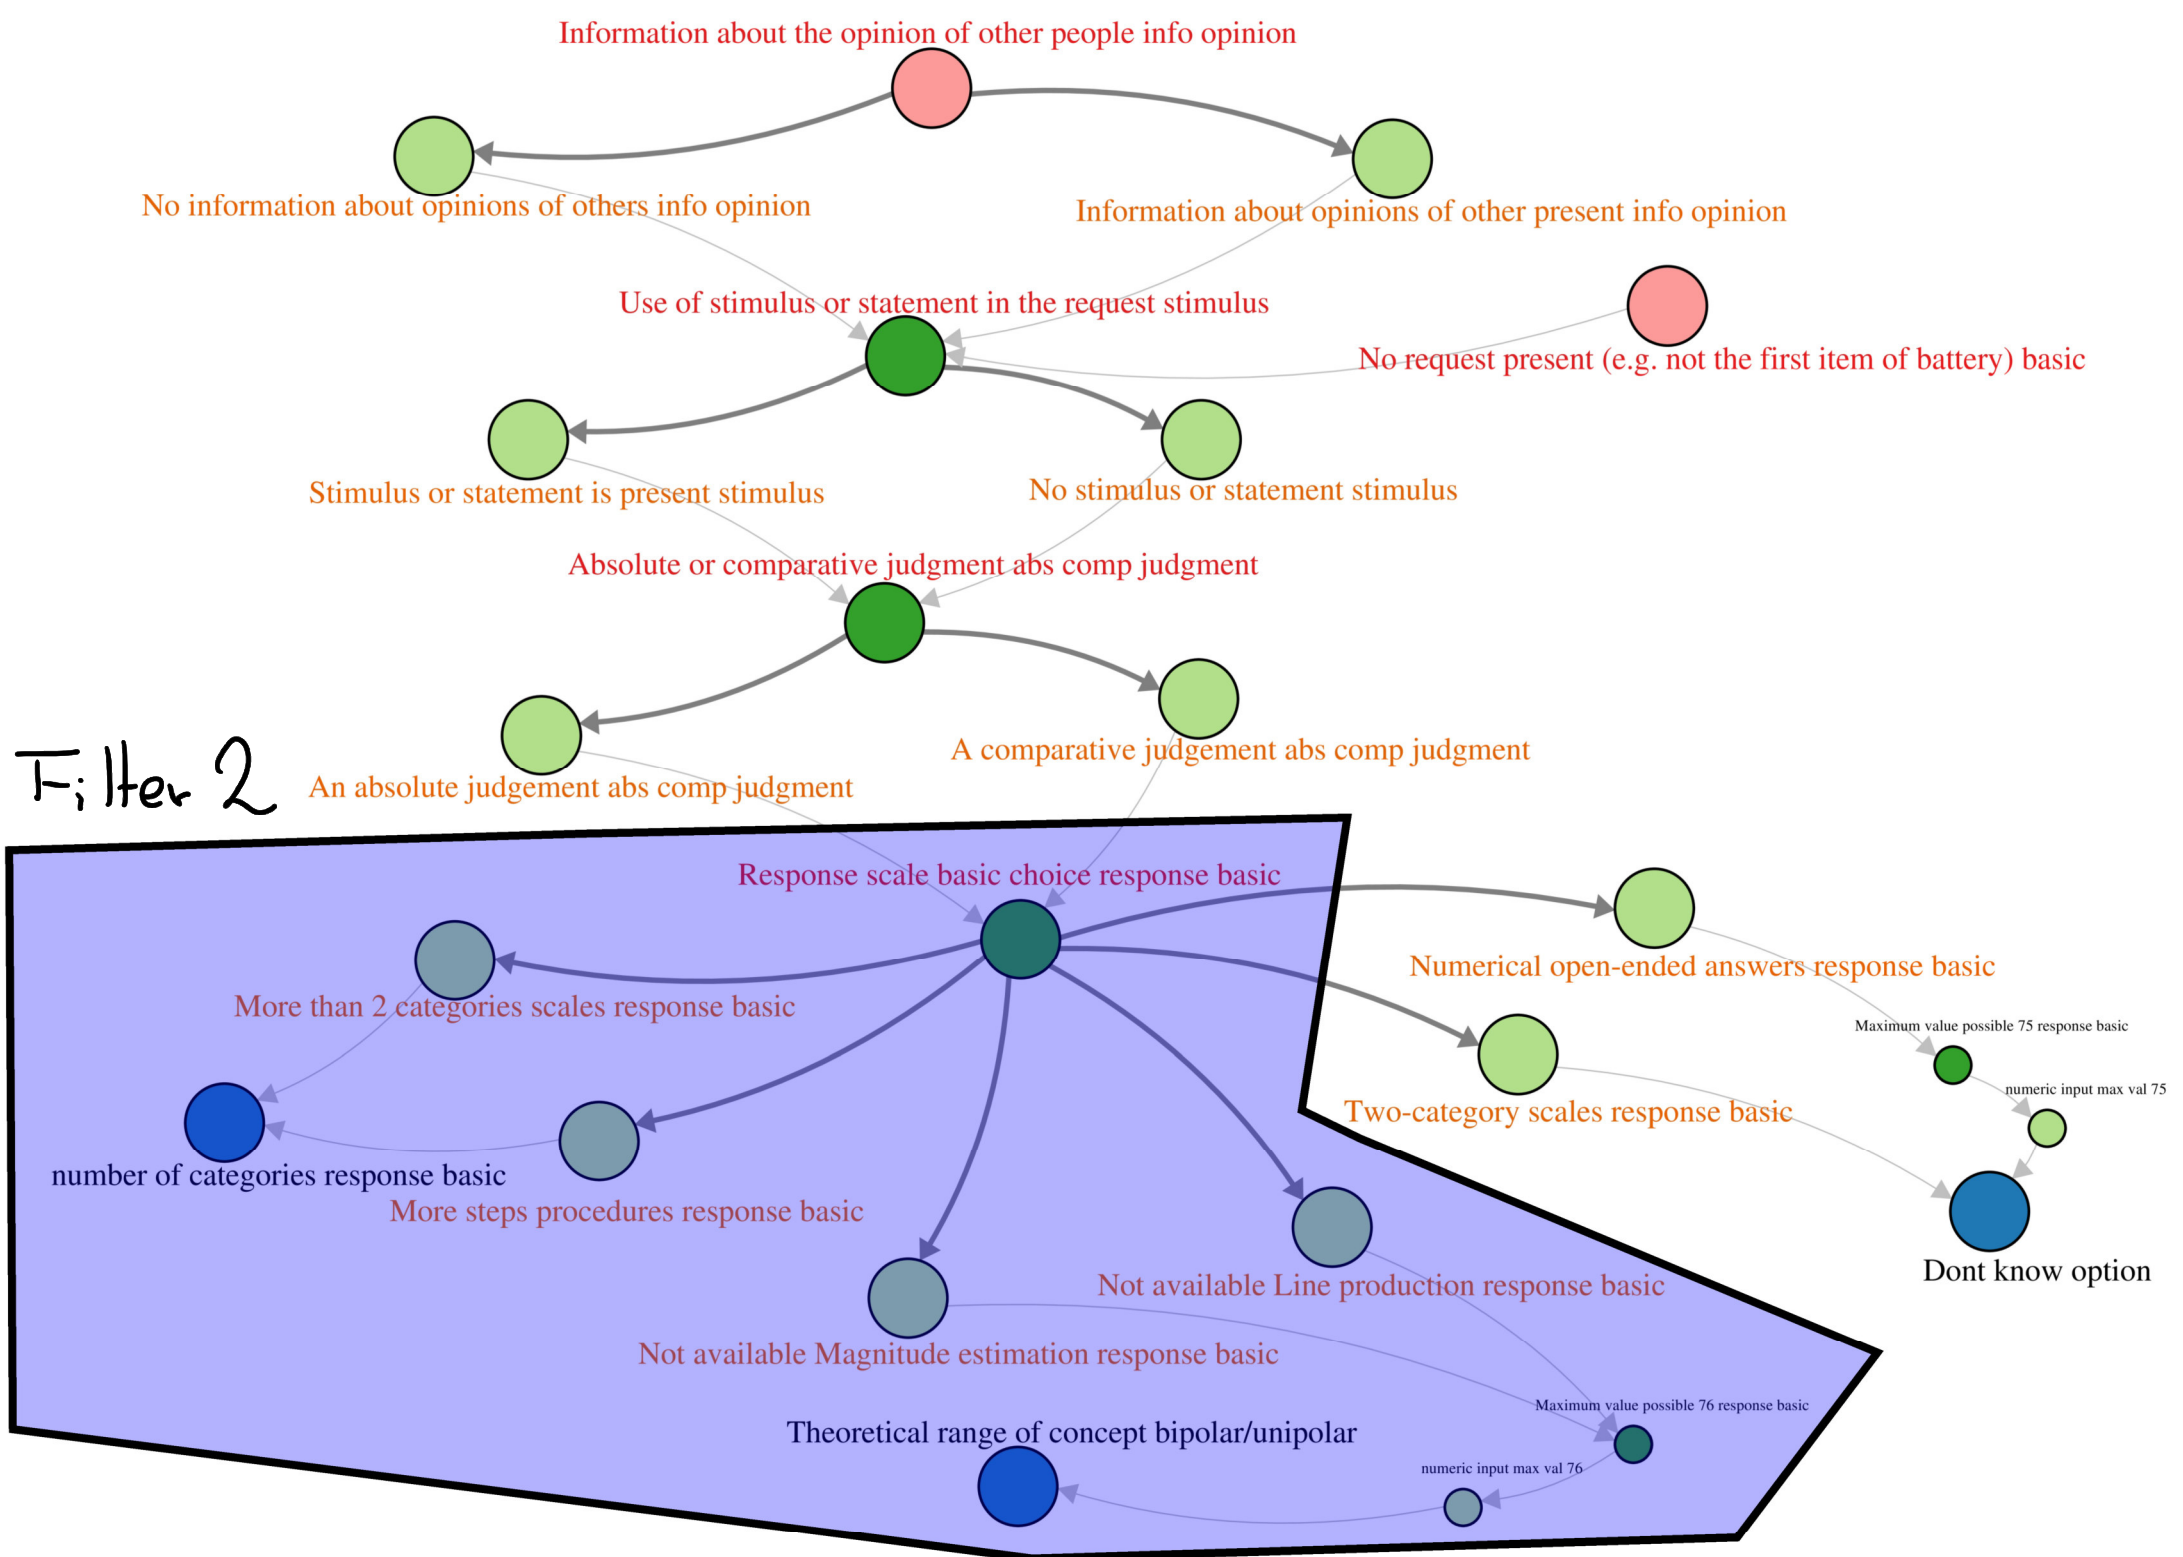 Information about the opinion of other people info opinion
No information about opinions of others info opinion
Information about opinions of other present info opinion
Use of stimulus or statement in the request stimulus
No request present (e.g. not the first item of battery) basic
Stimulus or statement is present stimulus
No stimulus or statement stimulus
Absolute or comparative judgment abs comp judgment
A comparative judgement abs comp judgment
Filter 2
An absolute judgement abs comp judgment
Response scale basic choice response basic
Numerical open-ended answers response basic
More than 2 categories scales response basic
Maximum value possible 75 response basic
numeric input max val 75
Two-category scales response basic
number of categories response basic
More steps procedures response basic
Dont know option
Not available Line production response basic
Not available Magnitude estimation response basic
Maximum value possible 76 response basic
Theoretical range of concept bipolar/unipolar
numeric input max val 76